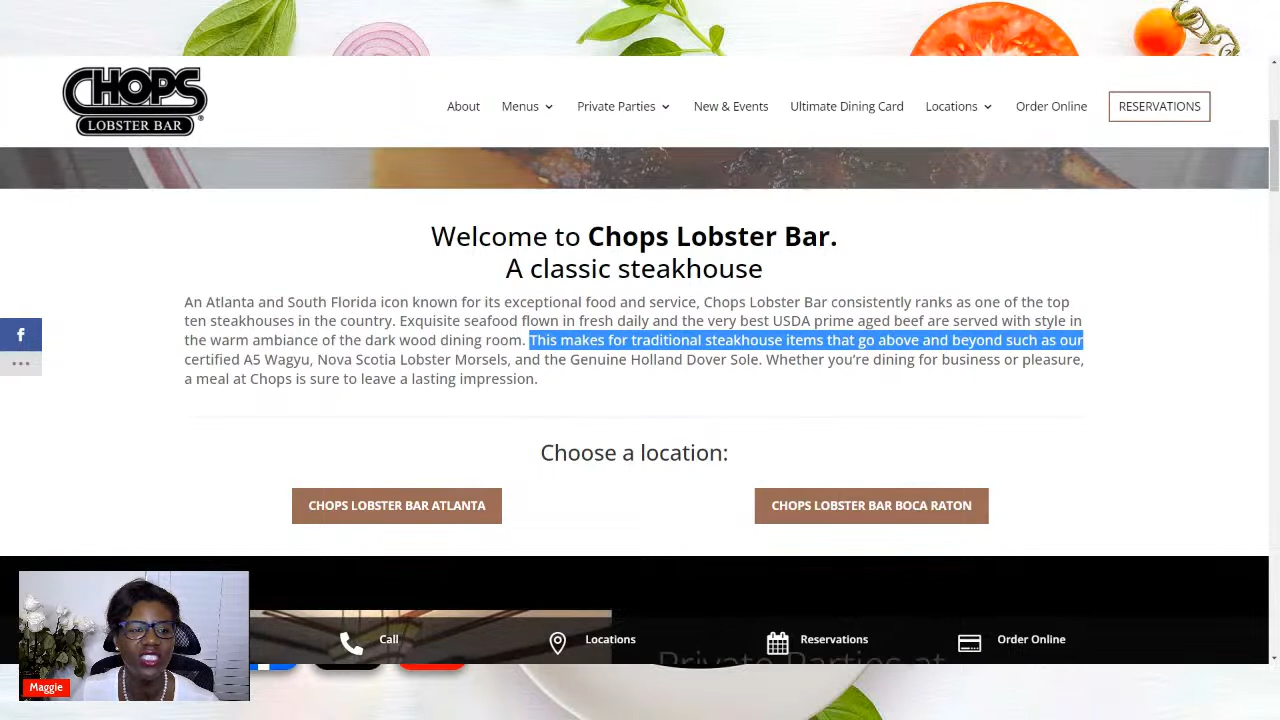 CHOPS
LOBSTER BAR
®
About
Menus
Private Parties
New & Events
Ultimate Dining Card
Locations
Order Online
RESERVATIONS
Welcome to Chops Lobster Bar.
A classic steakhouse
An Atlanta and South Florida icon known for its exceptional food and service, Chops Lobster Bar consistently ranks as one of the top
ten steakhouses in the country. Exquisite seafood flown in fresh daily and the very best USDA prime aged beef are served with style in
the warm ambiance of the dark wood dining room. This makes for traditional steakhouse items that go above and beyond such as our
certified A5 Wagyu, Nova Scotia Lobster Morsels, and the Genuine Holland Dover Sole. Whether you're dining for business or pleasure,
a meal at Chops is sure to leave a lasting impression.
Choose a location:
CHOPS LOBSTER BAR ATLANTA
CHOPS LOBSTER BAR BOCA RATON
Private Parties at
Call
Locations
Reservations
Order Online
Maggie